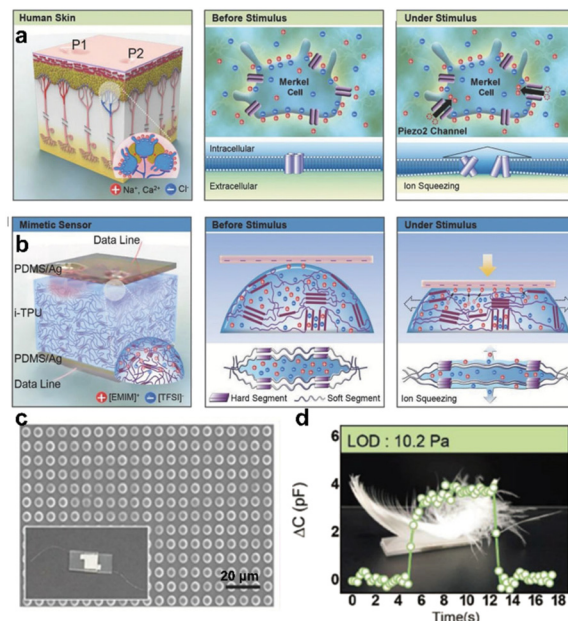 Human Skin
a
P1
P2
Na⁺, Ca²⁺
Cl⁻
Before Stimulus
Merkel
Cell
Intracellular
Extracellular
Under Stimulus
Merkel
Cell
Piezo2 Channel
Ion Squeezing
Mimetic Sensor
b
Data Line
PDMS/Ag
i-TPU
PDMS/Ag
Data Line
[EMIM]⁺
[TFSI]⁻
Before Stimulus
Hard Segment
Soft Segment
Under Stimulus
Ion Squeezing
c
20 µm
d
LOD : 10.2 Pa
ΔC (pF)
6
4
2
0
0 2 4 6 8 10 12 14 16 18
Time(s)